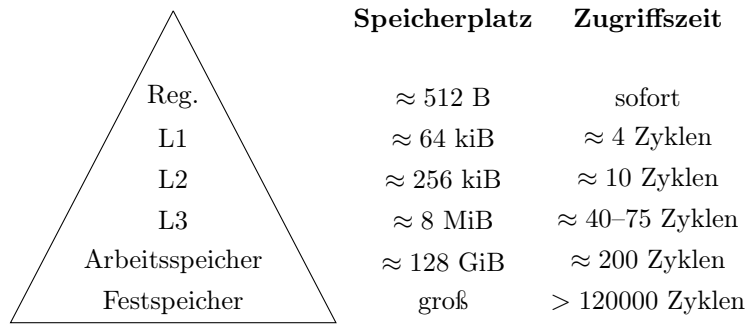 Speicherplatz Zugriffszeit
Reg. ≈ 512 B sofort
L1 ≈ 64 kiB ≈ 4 Zyklen
L2 ≈ 256 kiB ≈ 10 Zyklen
L3 ≈ 8 MiB ≈ 40–75 Zyklen
Arbeitsspeicher ≈ 128 GiB ≈ 200 Zyklen
Festspeicher groß > 120000 Zyklen